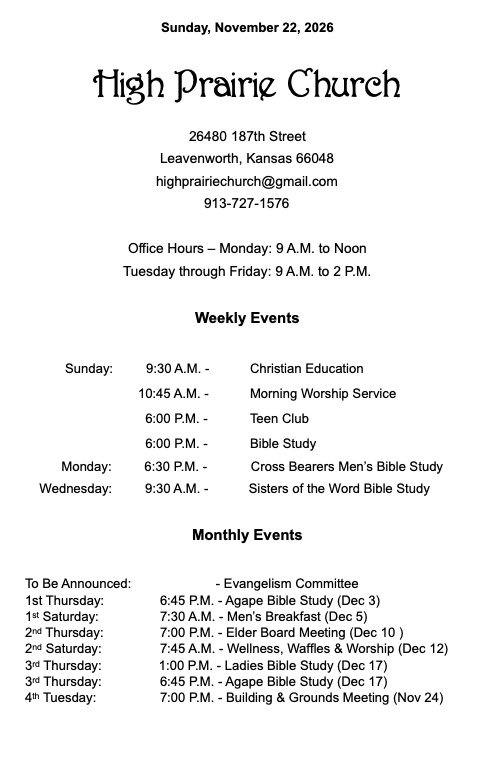 Sunday, November 22, 2026
High Prairie Church
26480 187th Street
Leavenworth, Kansas 66048
highprairiechurch@gmail.com
913-727-1576
Office Hours – Monday: 9 A.M. to Noon
Tuesday through Friday: 9 A.M. to 2 P.M.
Weekly Events
Sunday: 9:30 A.M. - Christian Education
10:45 A.M. - Morning Worship Service
6:00 P.M. - Teen Club
6:00 P.M. - Bible Study
Monday: 6:30 P.M. - Cross Bearers Men's Bible Study
Wednesday: 9:30 A.M. - Sisters of the Word Bible Study
Monthly Events
To Be Announced: - Evangelism Committee
1st Thursday: 6:45 P.M. - Agape Bible Study (Dec 3)
1st Saturday: 7:30 A.M. - Men's Breakfast (Dec 5)
2nd Thursday: 7:00 P.M. - Elder Board Meeting (Dec 10 )
2nd Saturday: 7:45 A.M. - Wellness, Waffles & Worship (Dec 12)
3rd Thursday: 1:00 P.M. - Ladies Bible Study (Dec 17)
3rd Thursday: 6:45 P.M. - Agape Bible Study (Dec 17)
4th Tuesday: 7:00 P.M. - Building & Grounds Meeting (Nov 24)